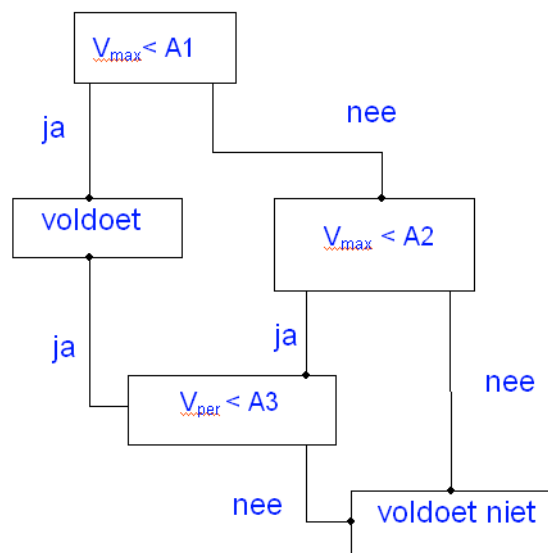 Vmax < A1
ja
nee
voldoet
Vmax < A2
ja
ja
nee
Vper < A3
nee
voldoet niet